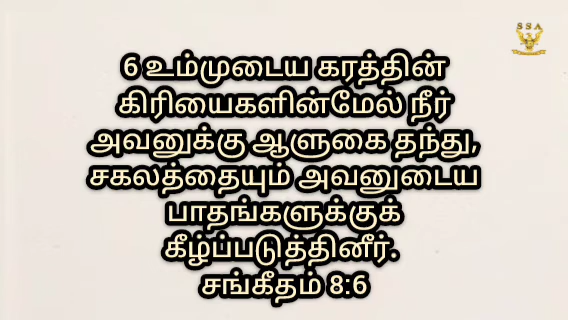 S S A
6 உம்முடைய கரத்தின்
கிரியைகளின்மேல் நீர்
அவனுக்கு ஆளுகை தந்து,
சகலத்தையும் அவனுடைய
பாதங்களுக்குக்
கீழ்ப்படுத்தினீர்.
சங்கீதம் 8:6